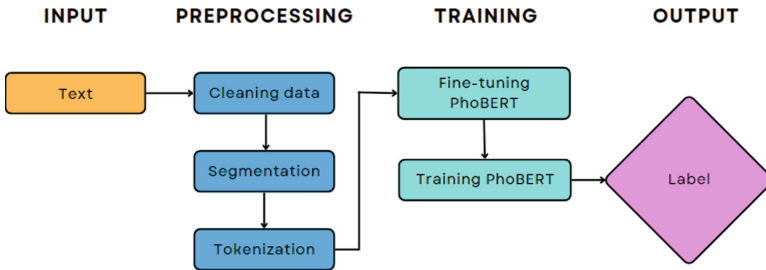 INPUT
PREPROCESSING
TRAINING
OUTPUT
Text
Cleaning data
Segmentation
Tokenization
Fine-tuning
PhoBERT
Training PhoBERT
Label